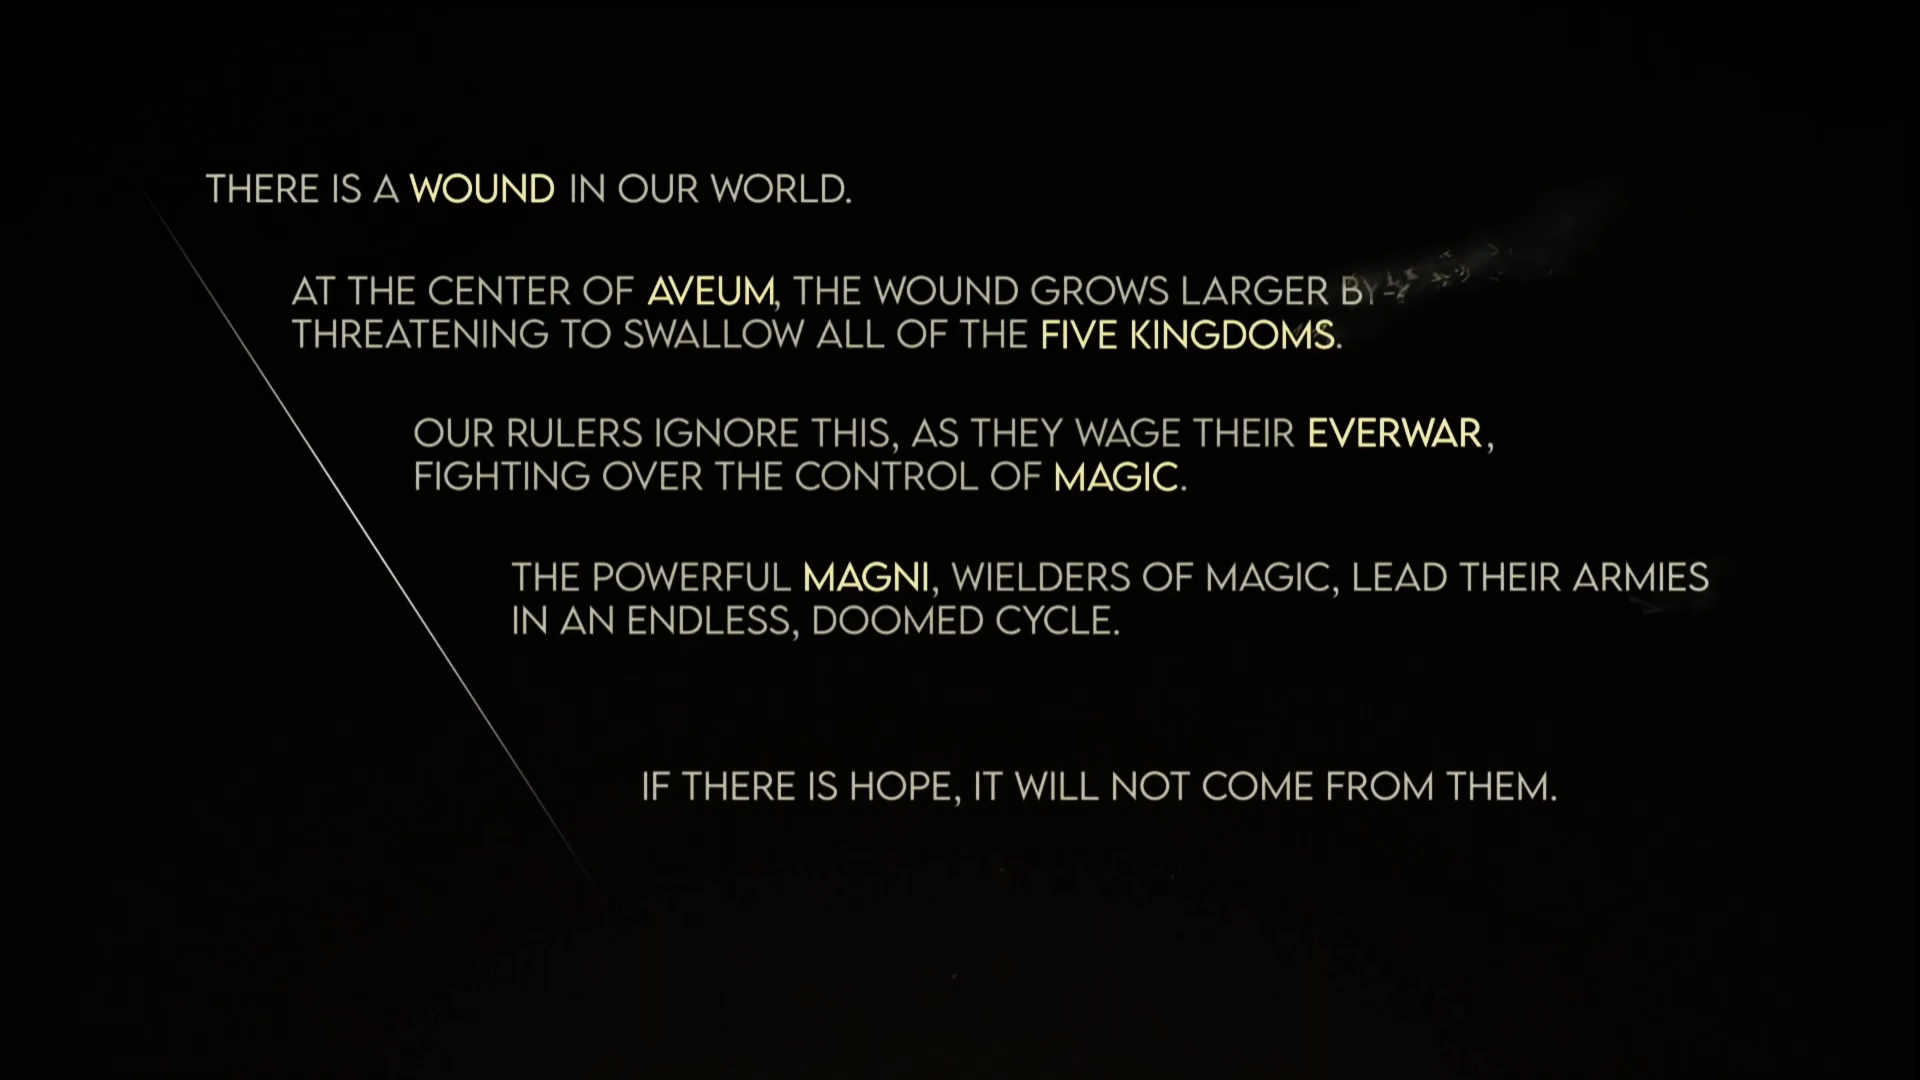 THERE IS A WOUND IN OUR WORLD.
AT THE CENTER OF AVEUM, THE WOUND GROWS LARGER BY
THREATENING TO SWALLOW ALL OF THE FIVE KINGDOMS.
OUR RULERS IGNORE THIS, AS THEY WAGE THEIR EVERWAR,
FIGHTING OVER THE CONTROL OF MAGIC.
THE POWERFUL MAGNI, WIELDERS OF MAGIC, LEAD THEIR ARMIES
IN AN ENDLESS, DOOMED CYCLE.
IF THERE IS HOPE, IT WILL NOT COME FROM THEM.